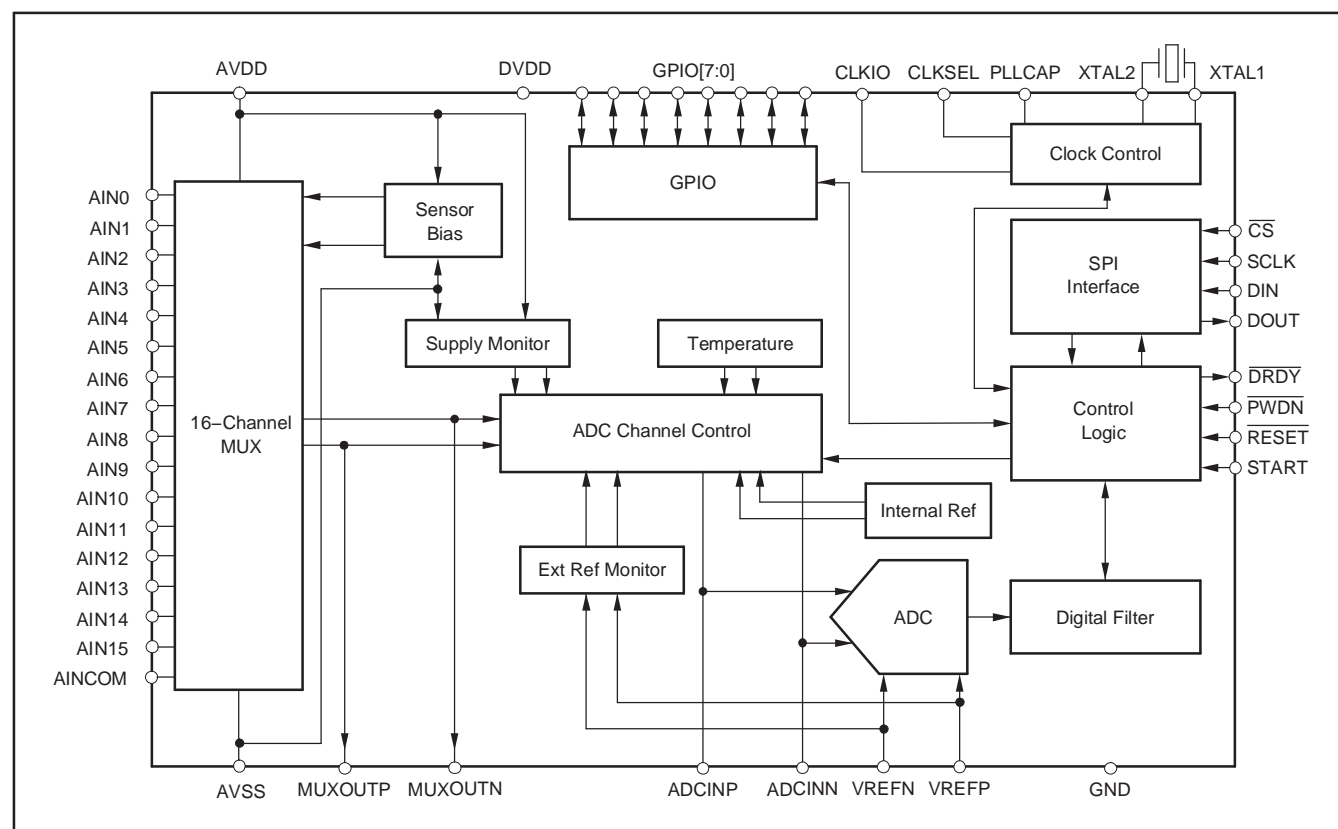 AVDD
DVDD
GPIO[7:0]
CLKIO
CLKSEL
PLLCAP
XTAL2
XTAL1
Clock Control
GPIO
Sensor
Bias
AIN0
AIN1
AIN2
AIN3
AIN4
AIN5
AIN6
AIN7
AIN8
AIN9
AIN10
AIN11
AIN12
AIN13
AIN14
AIN15
AINCOM
16–Channel
MUX
SPI
Interface
CS
SCLK
DIN
DOUT
Supply Monitor
Temperature
ADC Channel Control
Control
Logic
DRDY
PWDN
RESET
START
Internal Ref
Ext Ref Monitor
ADC
Digital Filter
AVSS
MUXOUTP
MUXOUTN
ADCINP
ADCINN
VREFN
VREFP
GND